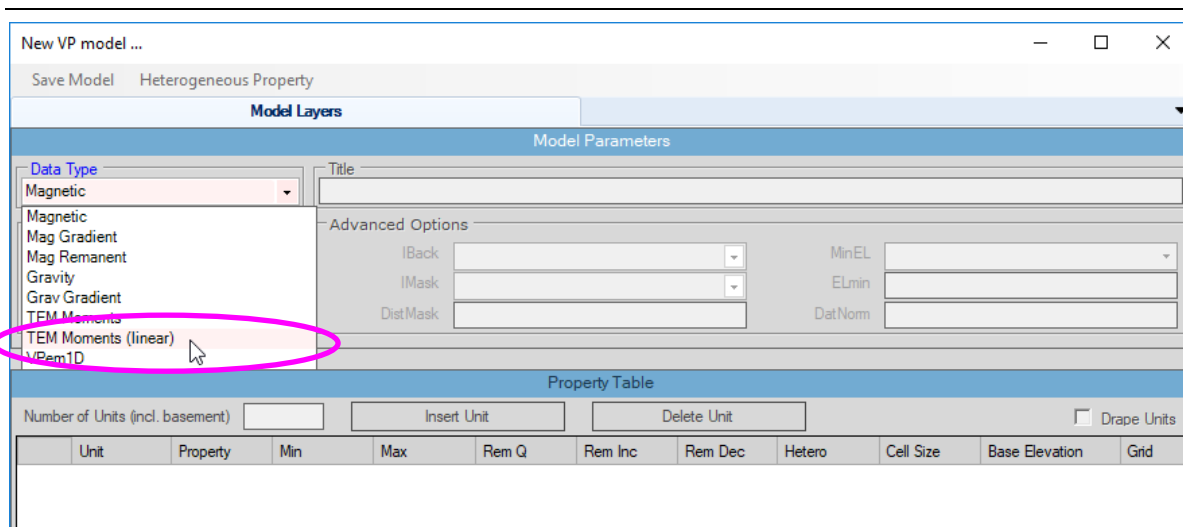 New VP model ...
Save Model Heterogeneous Property
Model Layers
Model Parameters
Data Type Title
Magnetic
Magnetic
Mag Gradient
Mag Remanent
Gravity
Grav Gradient
TEM Moments
TEM Moments (linear)
VPem1D
Advanced Options
IBack MinEL
IMask ELmin
DistMask DatNorm
Property Table
Number of Units (incl. basement) Insert Unit Delete Unit Drape Units
Unit Property Min Max Rem Q Rem Inc Rem Dec Hetero Cell Size Base Elevation Grid